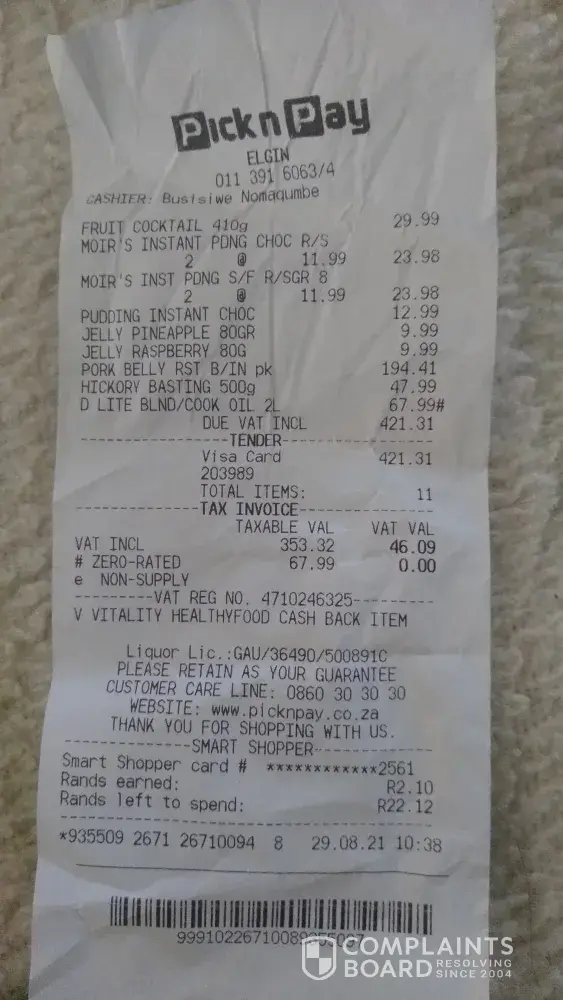 Pick n Pay
ELGIN
011 391 6063/4
CASHIER: Busisiwe Nomaqumbe
FRUIT COCKTAIL 410g 29.99
MOIR'S INSTANT PDNG CHOC R/S
2 @ 11.99 23.98
MOIR'S INST PDNG S/F R/SGR 8
2 @ 11.99 23.98
PUDDING INSTANT CHOC 12.99
JELLY PINEAPPLE 80GR 9.99
JELLY RASPBERRY 80G 9.99
PORK BELLY RST B/IN pk 194.41
HICKORY BASTING 500g 47.99
D LITE BLND/COOK OIL 2L 67.99#
DUE VAT INCL 421.31
----------------TENDER----------------
Visa Card 421.31
203989
TOTAL ITEMS: 11
-------------TAX INVOICE--------------
TAXABLE VAL VAT VAL
VAT INCL 353.32 46.09
# ZERO-RATED 67.99 0.00
e NON-SUPPLY
---------VAT REG NO. 4710246325---------
V VITALITY HEALTHYFOOD CASH BACK ITEM
Liquor Lic.:GAU/36490/500891C
PLEASE RETAIN AS YOUR GUARANTEE
CUSTOMER CARE LINE: 0860 30 30 30
WEBSITE: www.picknpay.co.za
THANK YOU FOR SHOPPING WITH US.
-------------SMART SHOPPER-------------
Smart Shopper card # ************2561
Rands earned: R2.10
Rands left to spend: R22.12
*935509 2671 26710094 8 29.08.21 10:38
COMPLAINTS
BOARD RESOLVING
SINCE 2004